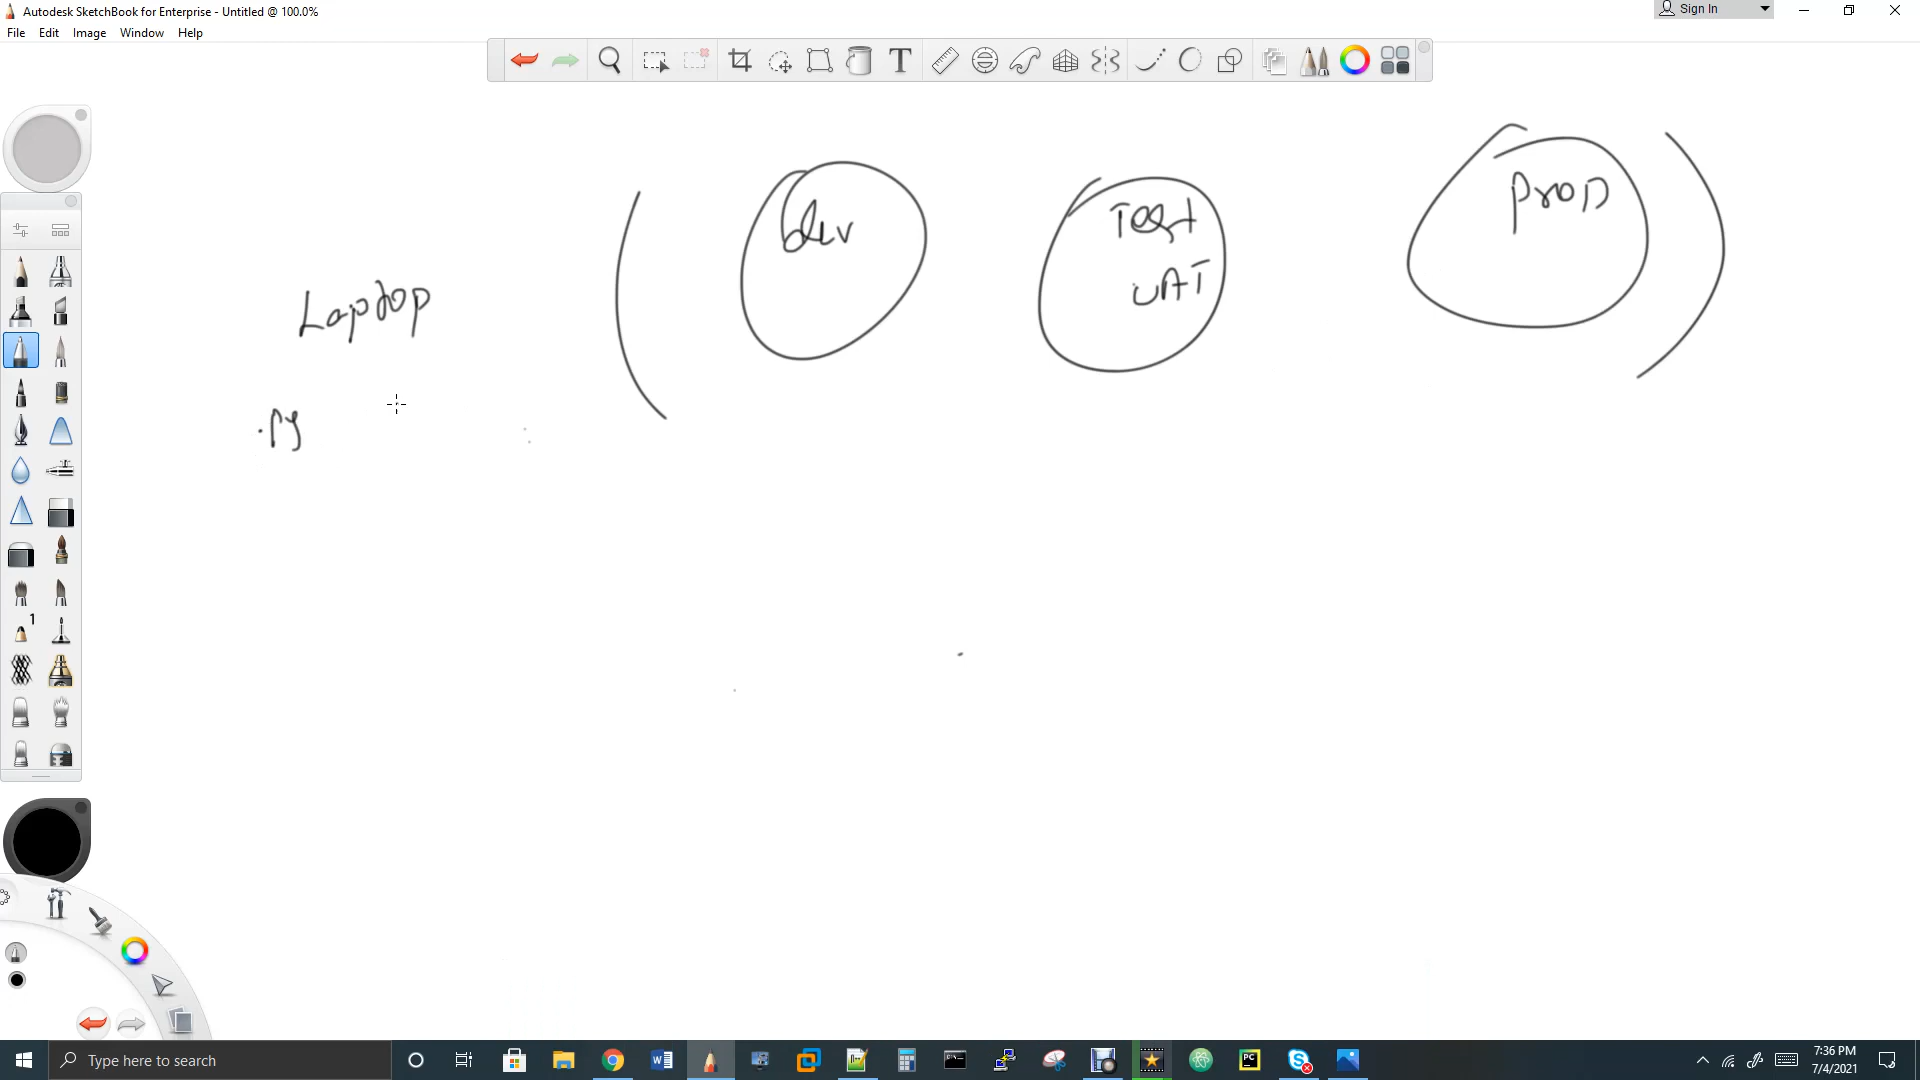 Autodesk SketchBook for Enterprise - Untitled @ 100.0%
Sign In
File Edit Image Window Help
T
dev
Test
UAT
PROD
Laptop
.py
1
Type here to search
7:36 PM
7/4/2021